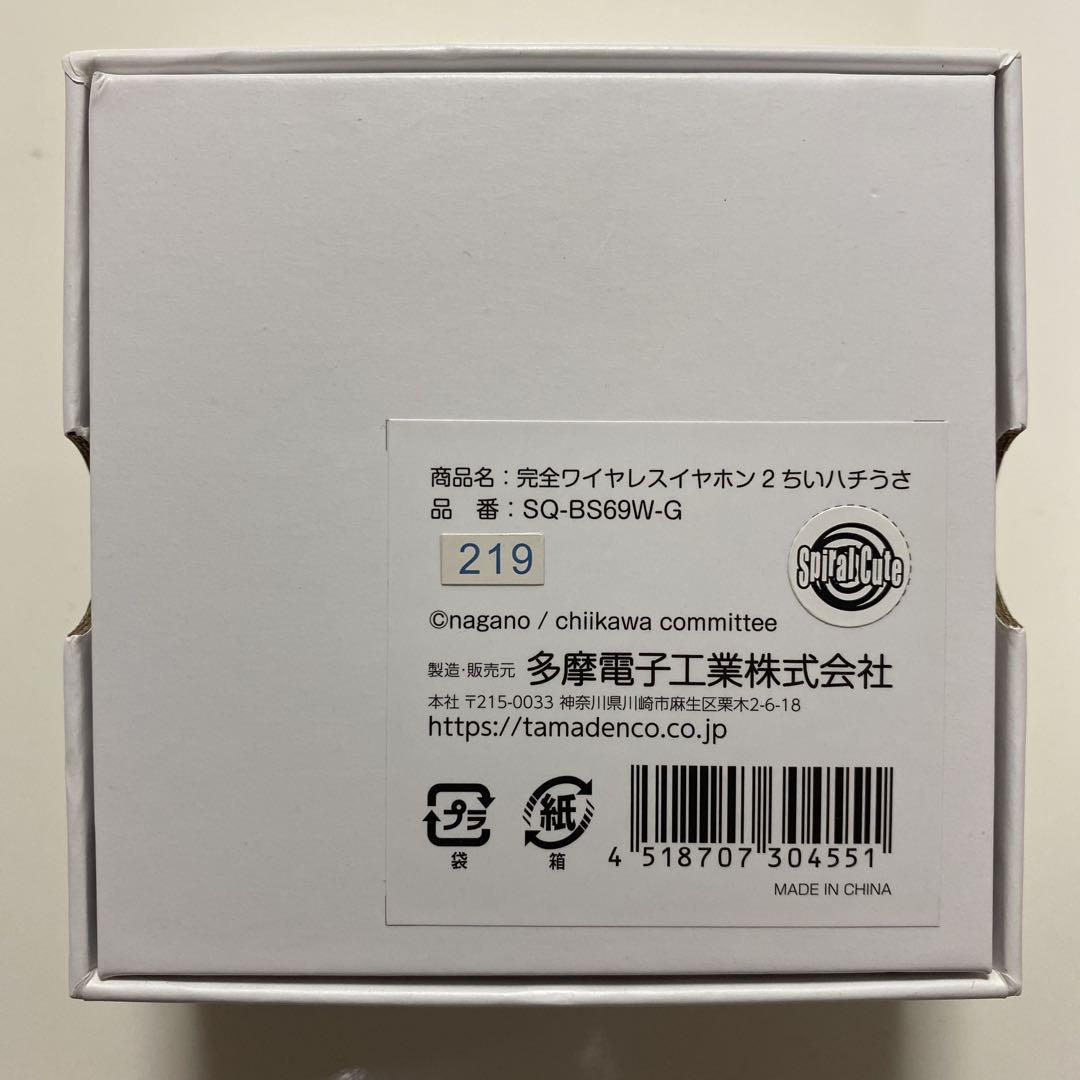 商品名：完全ワイヤレスイヤホン2 ちいハチうさ
品　番：SQ-BS69W-G
219
Spiral Cute
©nagano / chiikawa committee
製造・販売元 多摩電子工業株式会社
本社 〒215-0033 神奈川県川崎市麻生区栗木2-6-18
https://tamadenco.co.jp
プラ
袋
紙
箱
4 518707 304551
MADE IN CHINA